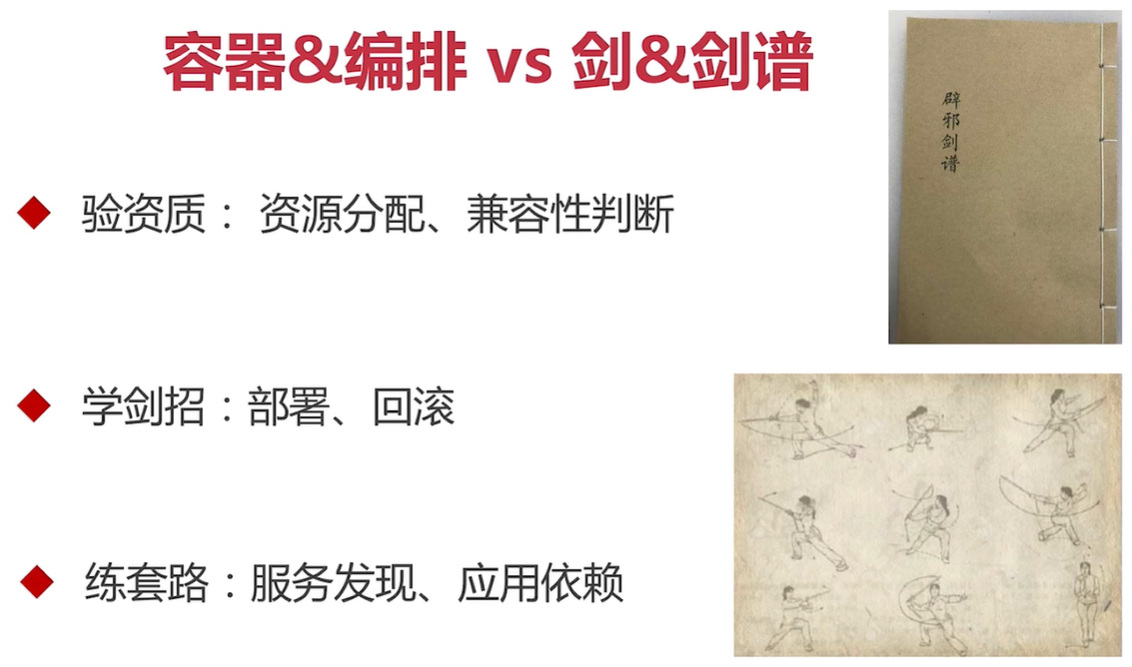 容器&编排 vs 剑&剑谱
辟邪剑谱
验资质： 资源分配、兼容性判断
学剑招：部署、回滚
练套路：服务发现、应用依赖